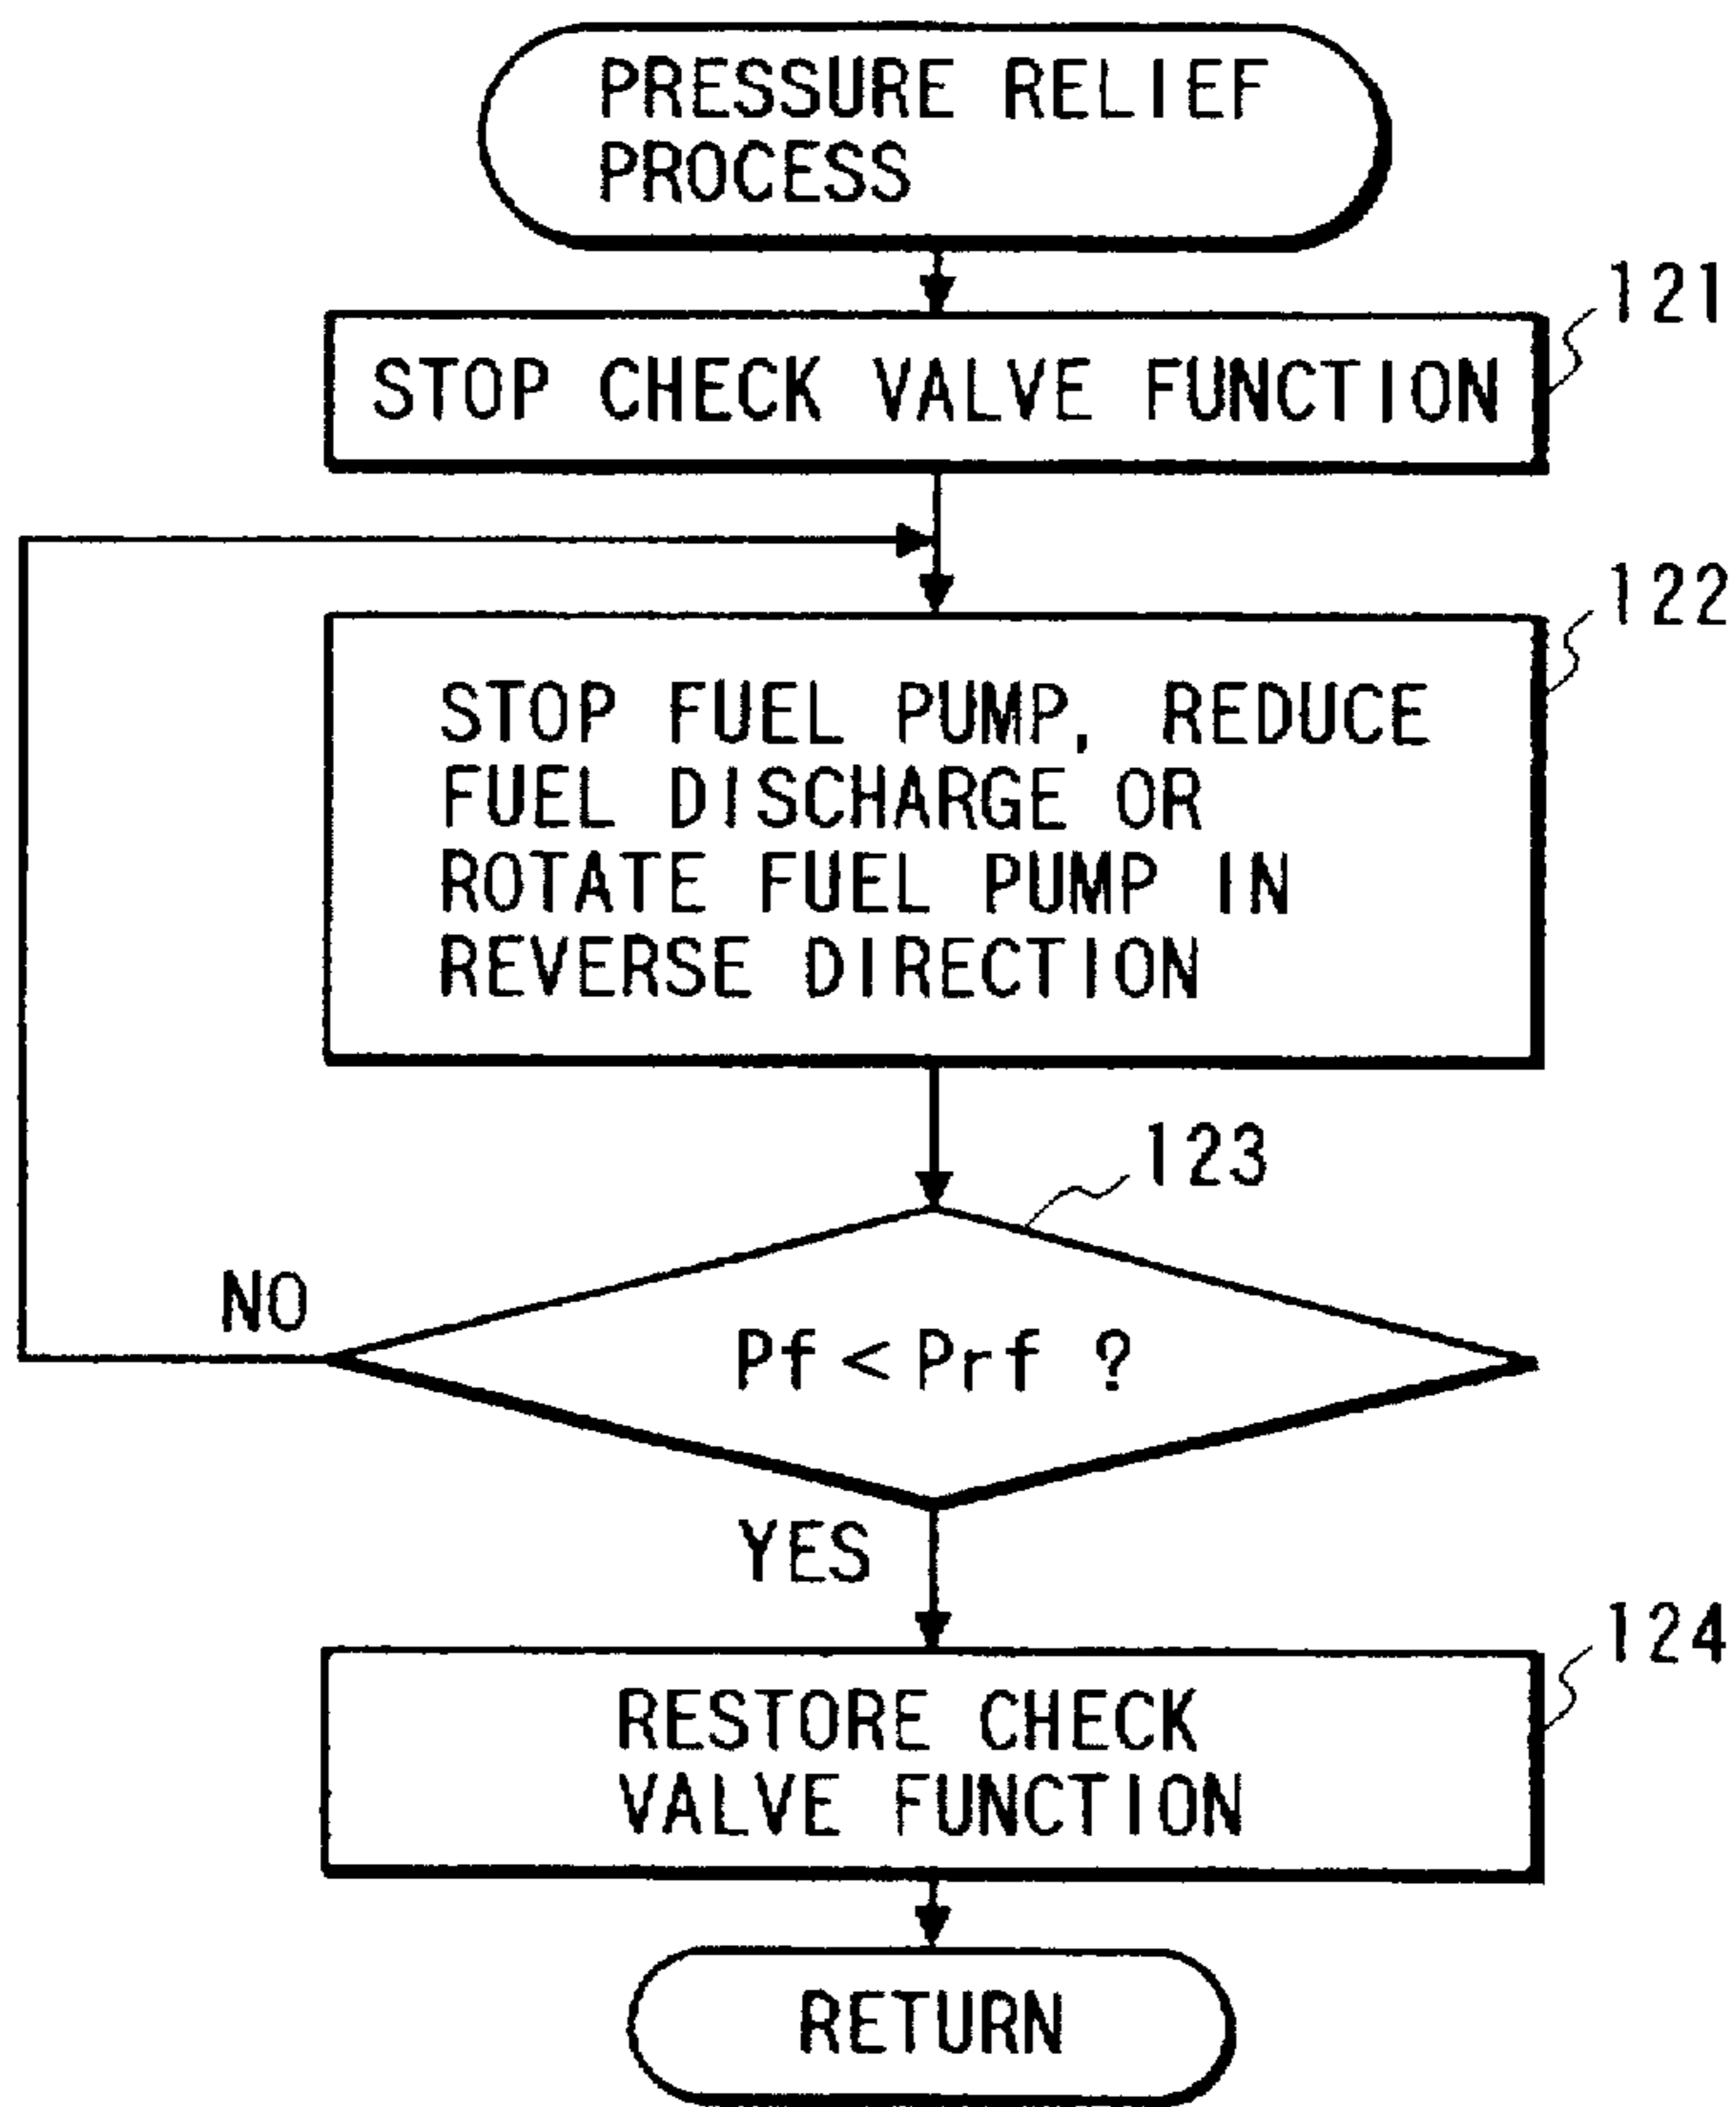 PRESSURE RELIEF
PROCESS
121
STOP CHECK VALVE FUNCTION
122
STOP FUEL PUMP, REDUCE
FUEL DISCHARGE OR
ROTATE FUEL PUMP IN
REVERSE DIRECTION
123
NO
Pf < Prf ?
YES
124
RESTORE CHECK
VALVE FUNCTION
RETURN